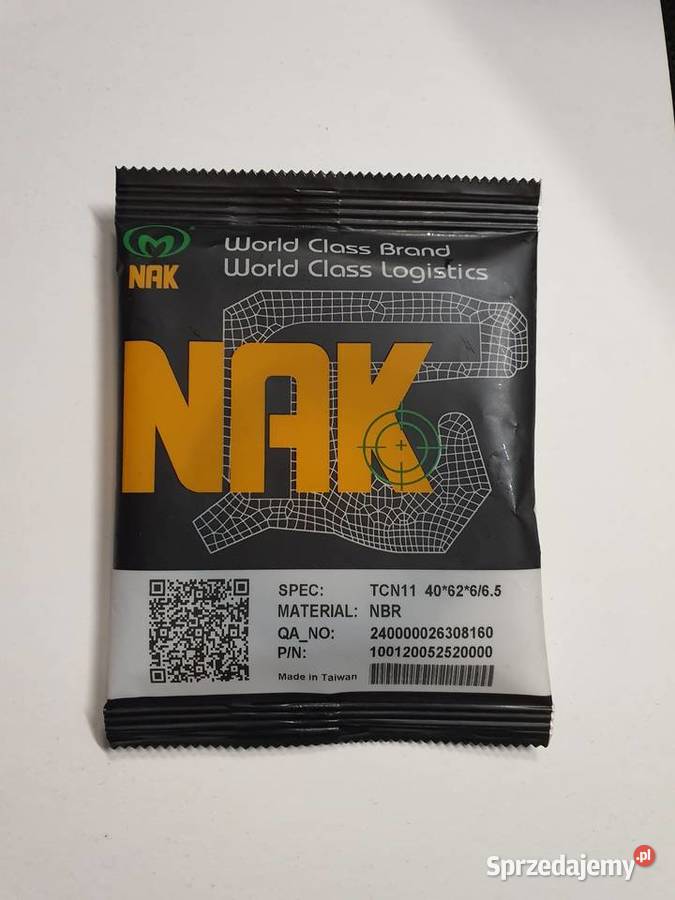 World Class Brand
World Class Logistics
NAK
NAK
SPEC: TCN11 40*62*6/6.5
MATERIAL: NBR
QA_NO: 240000026308160
P/N: 100120052520000
Made in Taiwan
Sprzedajemy.pl